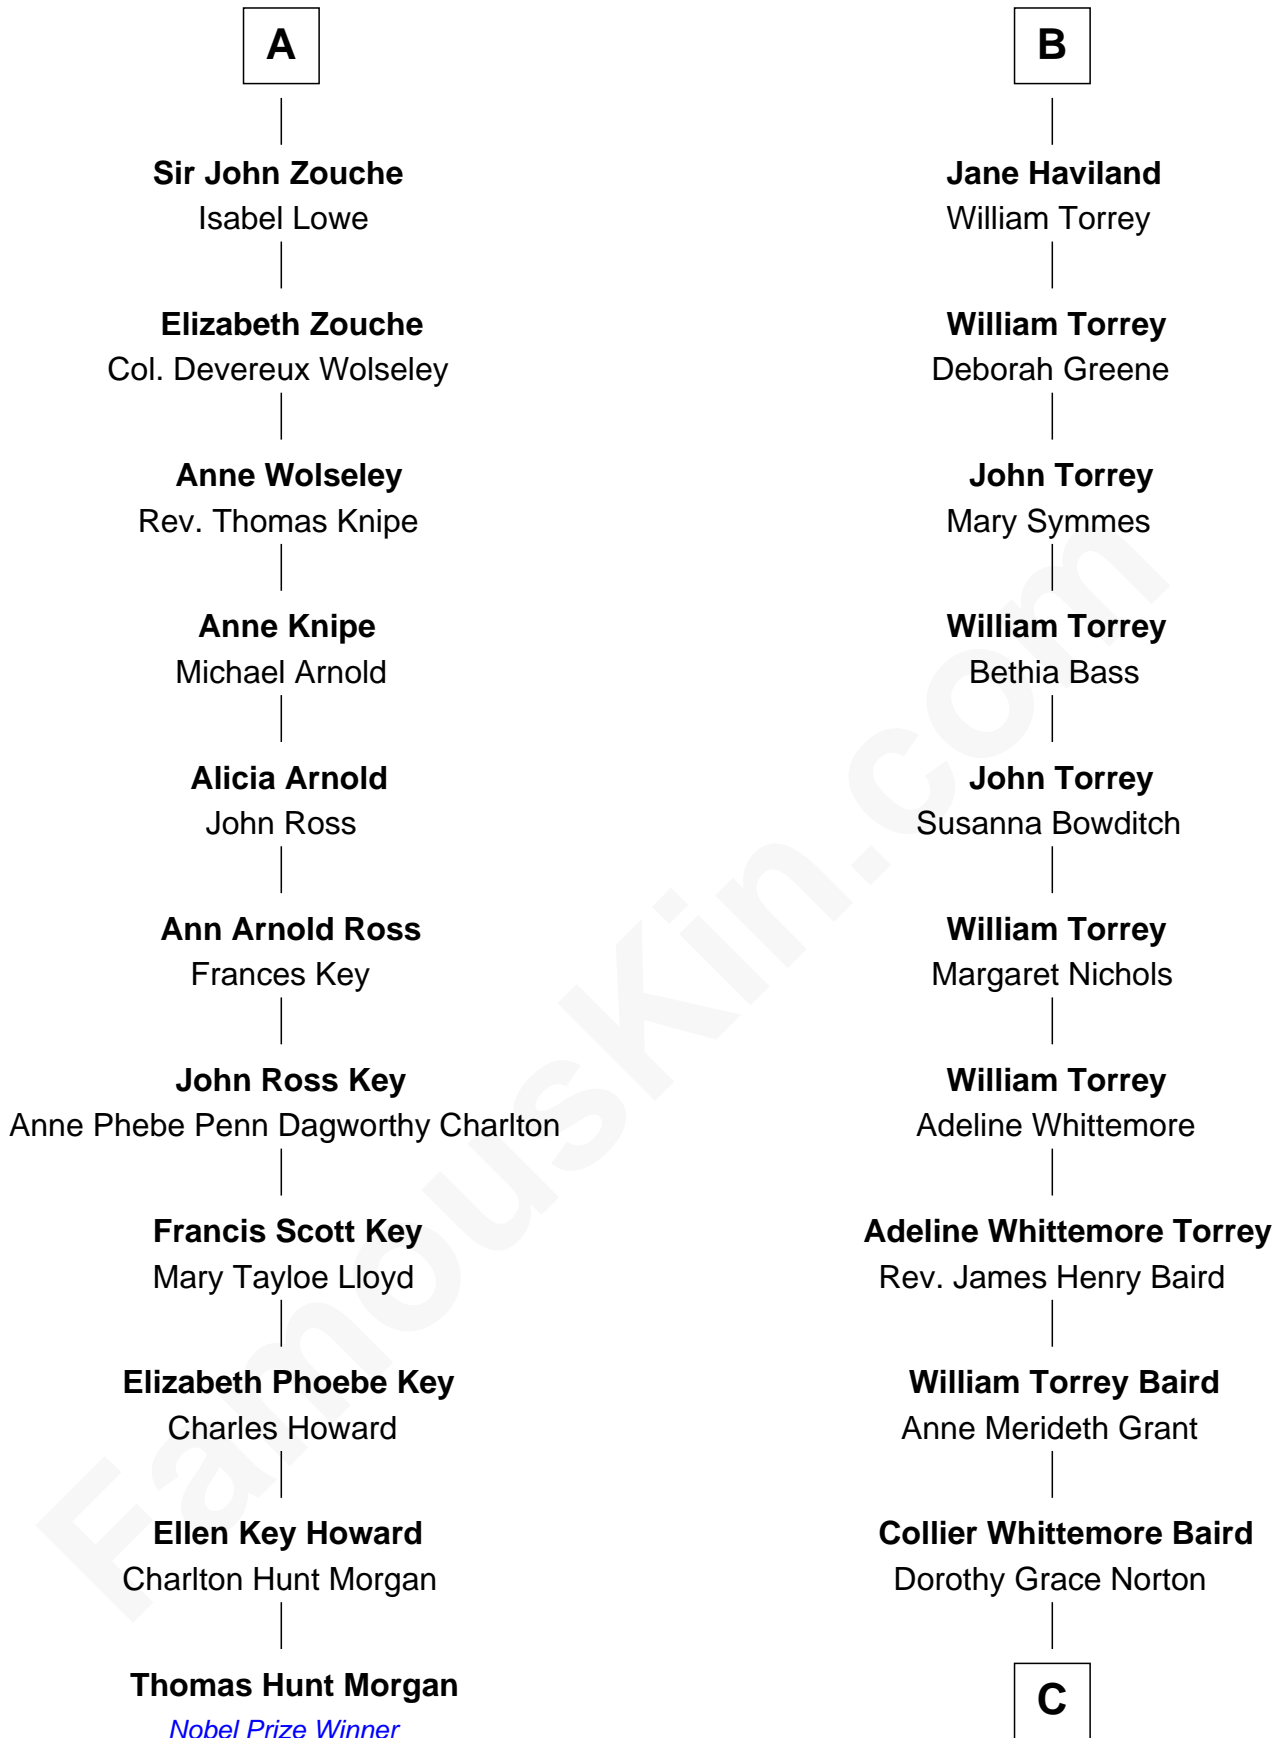 A
Sir John Zouche
Isabel Lowe
Elizabeth Zouche
Col. Devereux Wolseley
Anne Wolseley
Rev. Thomas Knipe
Anne Knipe
Michael Arnold
Alicia Arnold
John Ross
Ann Arnold Ross
Frances Key
John Ross Key
Anne Phebe Penn Dagworthy Charlton
Francis Scott Key
Mary Tayloe Lloyd
Elizabeth Phoebe Key
Charles Howard
Ellen Key Howard
Charlton Hunt Morgan
Thomas Hunt Morgan
Nobel Prize Winner
B
Jane Haviland
William Torrey
William Torrey
Deborah Greene
John Torrey
Mary Symmes
William Torrey
Bethia Bass
John Torrey
Susanna Bowditch
William Torrey
Margaret Nichols
William Torrey
Adeline Whittemore
Adeline Whittemore Torrey
Rev. James Henry Baird
William Torrey Baird
Anne Merideth Grant
Collier Whittemore Baird
Dorothy Grace Norton
C
FamousKin.com